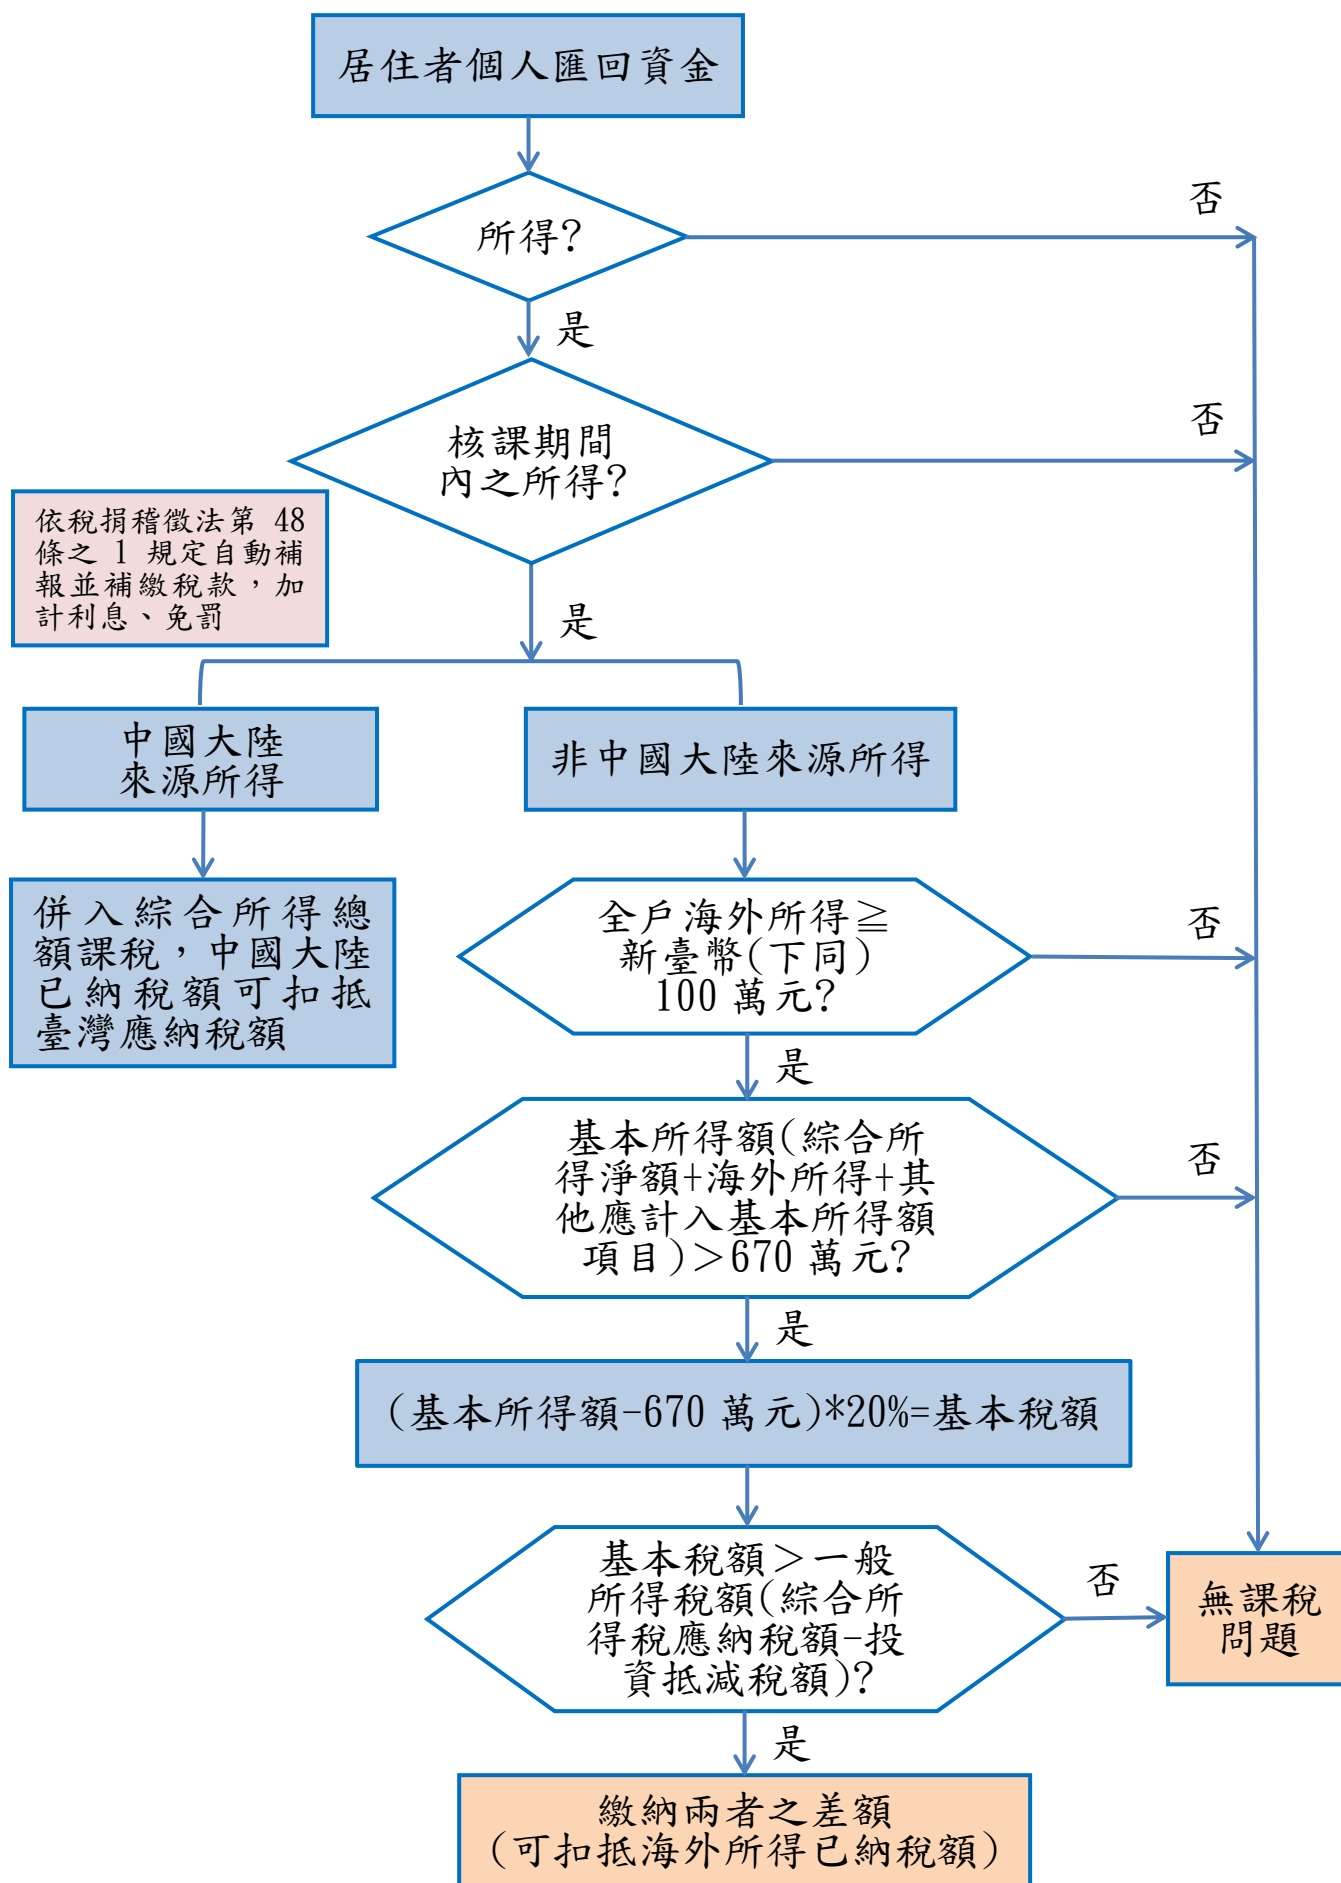 居住者個人匯回資金
否
所得?
是
否
核課期間
內之所得?
依稅捐稽徵法第 48
條之 1 規定自動補
報並補繳稅款，加
計利息、免罰
是
中國大陸
來源所得
非中國大陸來源所得
併入綜合所得總
額課稅，中國大陸
已納稅額可扣抵
臺灣應納稅額
全戶海外所得≧
新臺幣(下同)
100 萬元?
否
是
基本所得額(綜合所
得淨額+海外所得+其
他應計入基本所得額
項目)＞670 萬元?
否
是
(基本所得額-670 萬元)*20%=基本稅額
基本稅額＞一般
所得稅額(綜合所
得稅應納稅額-投
資抵減稅額)?
否
無課稅
問題
是
繳納兩者之差額
(可扣抵海外所得已納稅額)